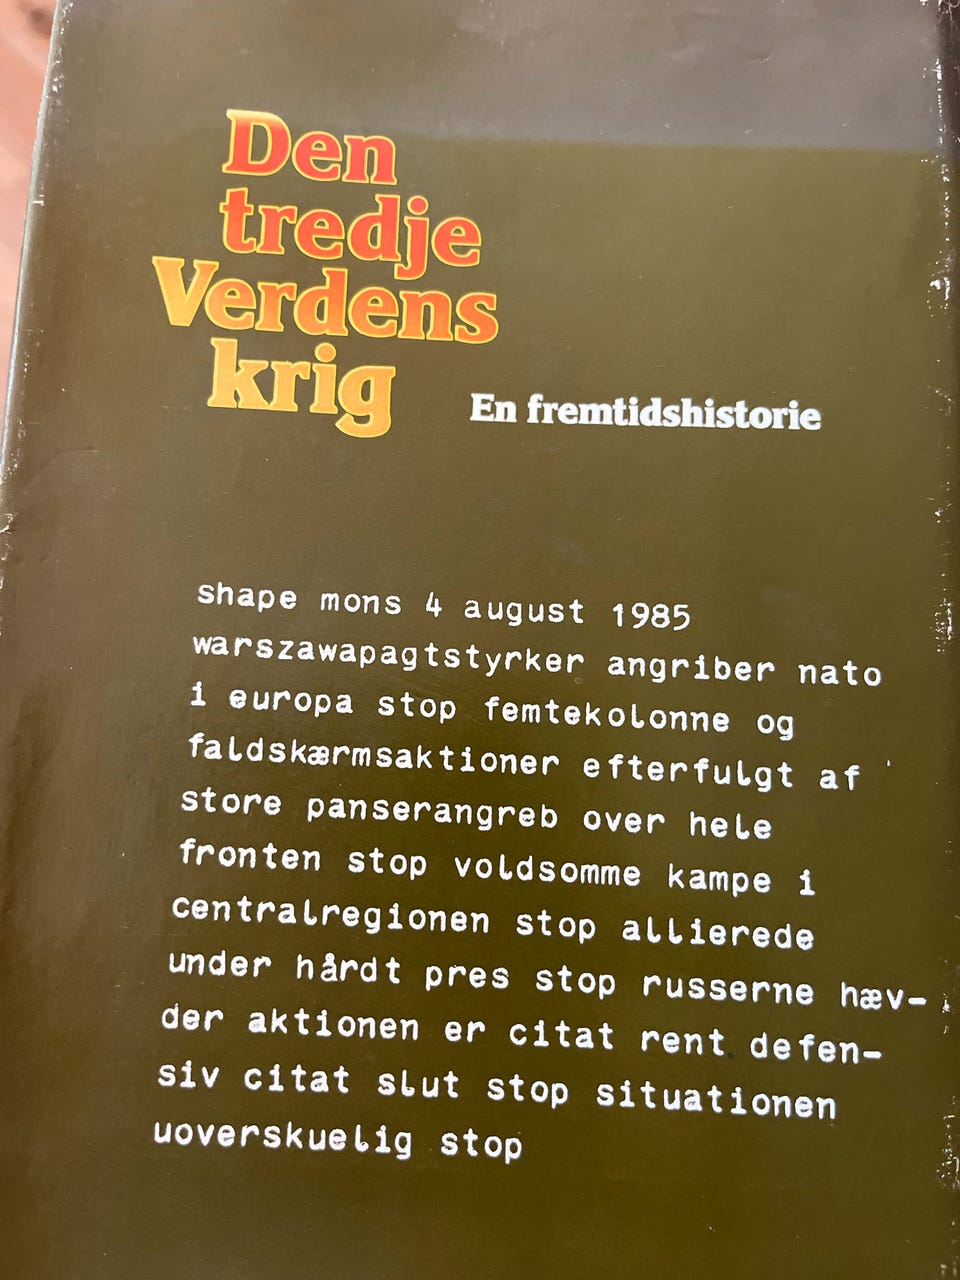 Den
tredje
Verdens
krig
En fremtidshistorie
shape mons 4 august 1985
warszawapagtstyrker angriber nato
i europa stop femtekolonne og
faldskærmsaktioner efterfulgt af
store panserangreb over hele
fronten stop voldsomme kampe i
centralregionen stop allierede
under hårdt pres stop russerne hæv-
der aktionen er citat rent defen-
siv citat slut stop situationen
uoverskuelig stop